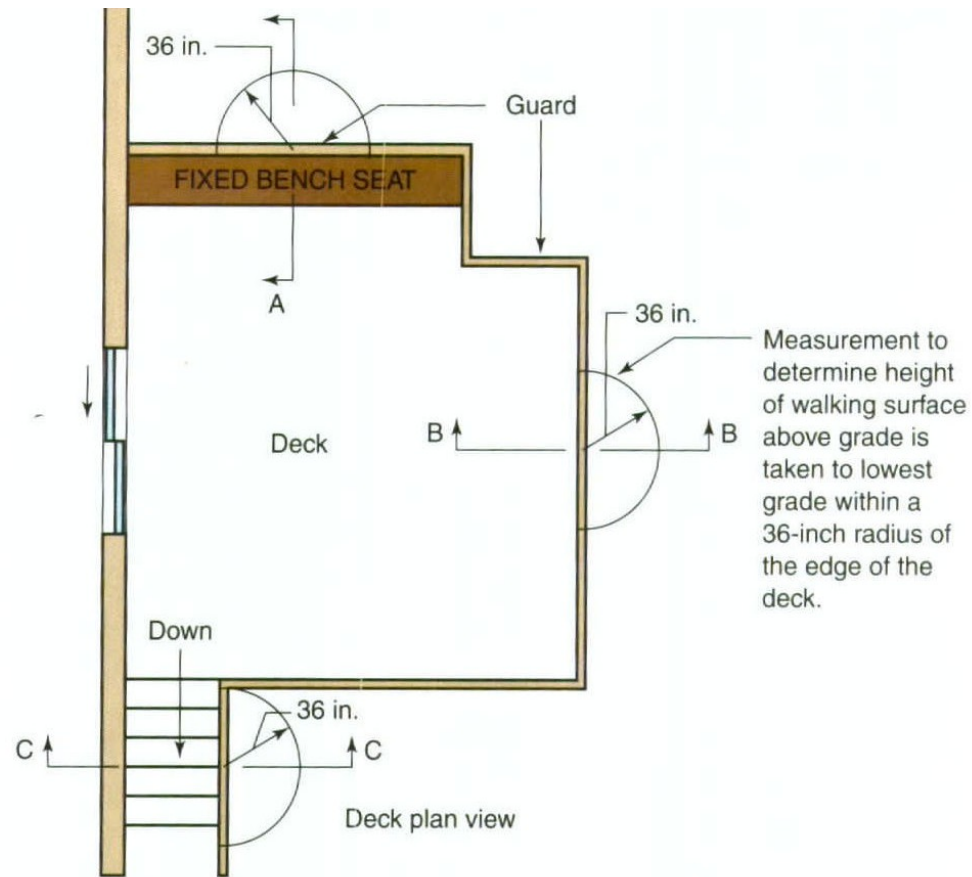 36 in.
Guard
FIXED BENCH SEAT
A
36 in.
Measurement to
determine height
of walking surface
above grade is
taken to lowest
grade within a
36-inch radius of
the edge of the
deck.
B
B
Deck
Down
36 in.
C
C
Deck plan view